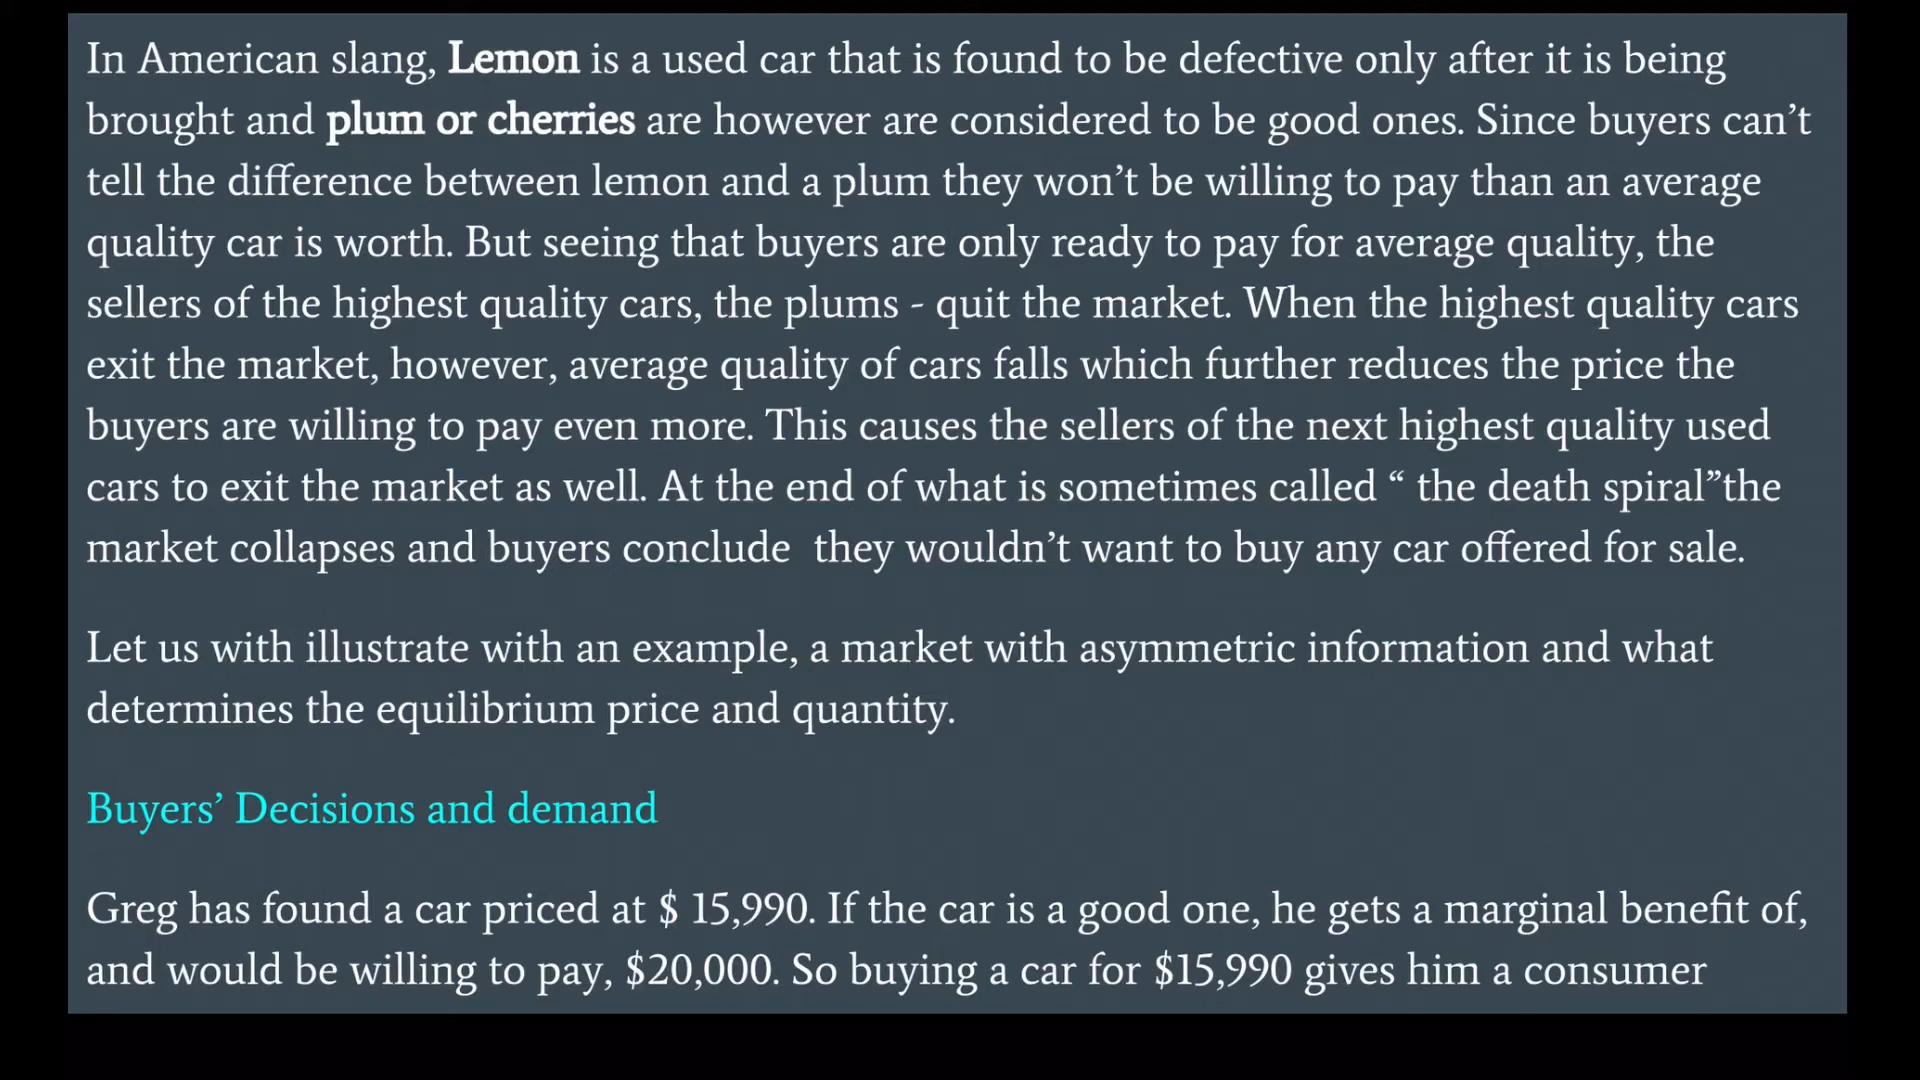 In American slang, Lemon is a used car that is found to be defective only after it is being
brought and plum or cherries are however are considered to be good ones. Since buyers can’t
tell the difference between lemon and a plum they won’t be willing to pay than an average
quality car is worth. But seeing that buyers are only ready to pay for average quality, the
sellers of the highest quality cars, the plums - quit the market. When the highest quality cars
exit the market, however, average quality of cars falls which further reduces the price the
buyers are willing to pay even more. This causes the sellers of the next highest quality used
cars to exit the market as well. At the end of what is sometimes called “ the death spiral”the
market collapses and buyers conclude  they wouldn’t want to buy any car offered for sale.
Let us with illustrate with an example, a market with asymmetric information and what
determines the equilibrium price and quantity.
Buyers’ Decisions and demand
Greg has found a car priced at $ 15,990. If the car is a good one, he gets a marginal benefit of,
and would be willing to pay, $20,000. So buying a car for $15,990 gives him a consumer